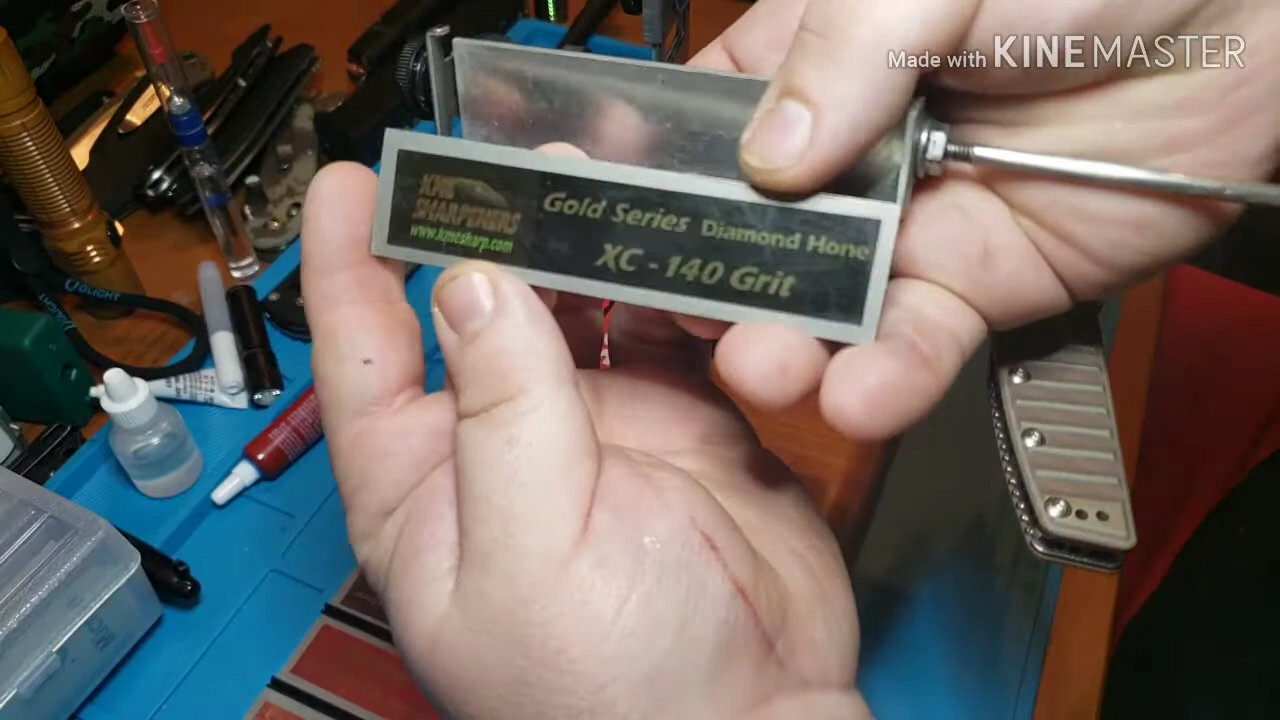 Made with KINEMASTER
KME
SHARPENERS
www.kmesharp.com
Gold Series Diamond Hone
XC - 140 Grit